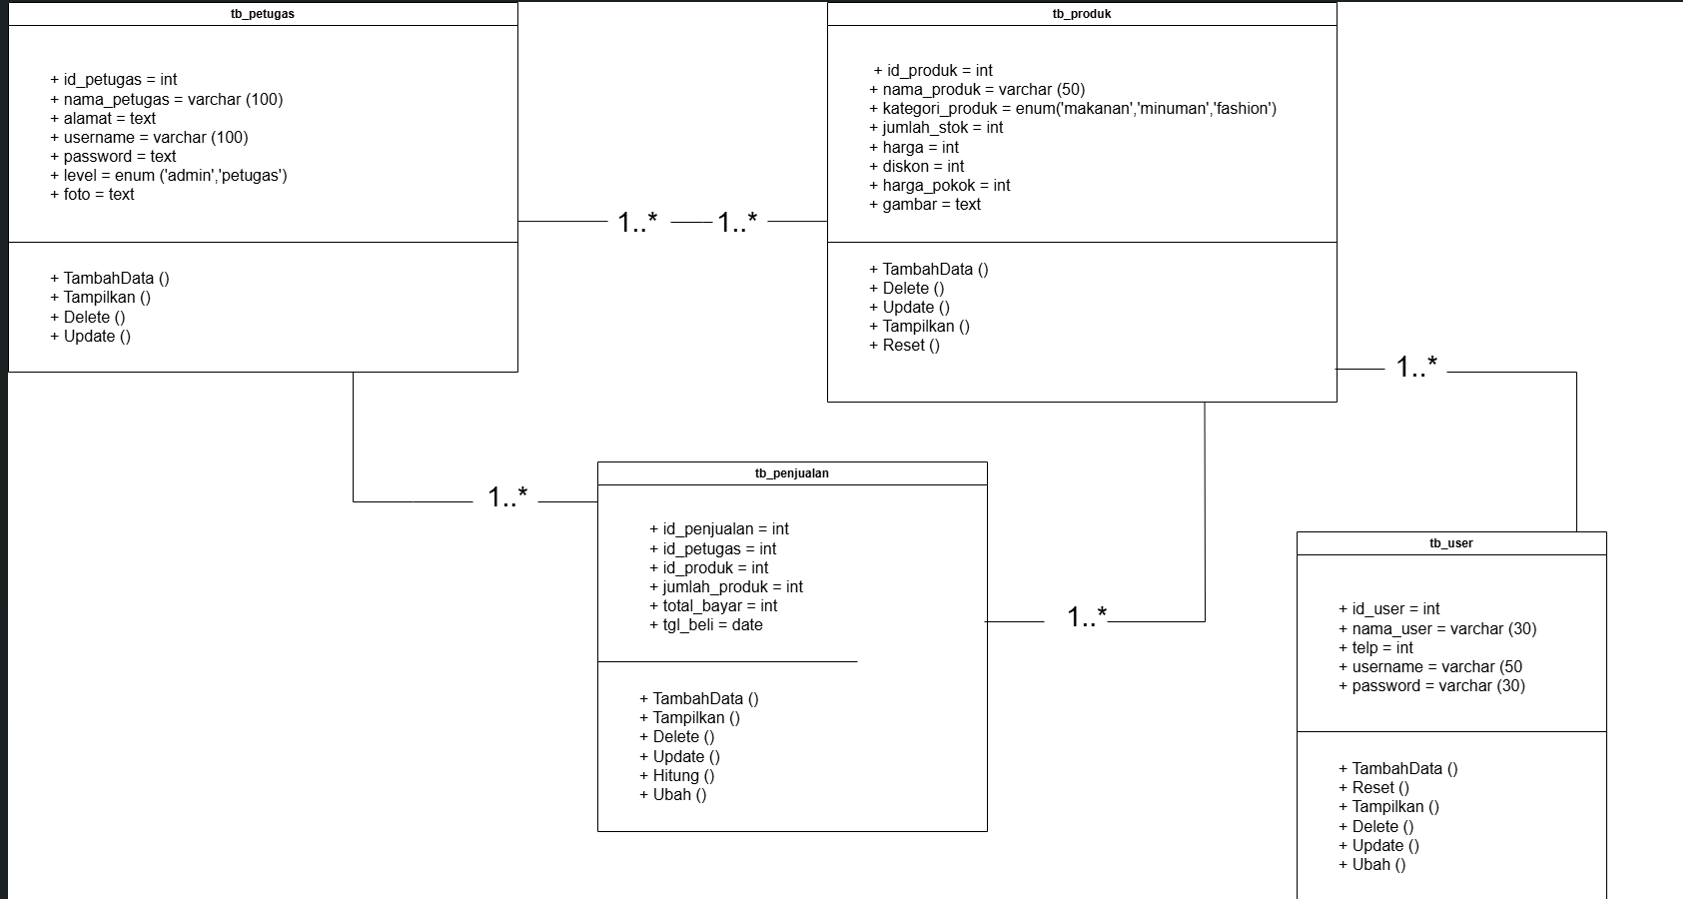 tb_petugas
+ id_petugas = int
+ nama_petugas = varchar (100)
+ alamat = text
+ username = varchar (100)
+ password = text
+ level = enum ('admin','petugas')
+ foto = text
+ TambahData ()
+ Tampilkan ()
+ Delete ()
+ Update ()
1..*
1..*
tb_produk
+ id_produk = int
+ nama_produk = varchar (50)
+ kategori_produk = enum('makanan','minuman','fashion')
+ jumlah_stok = int
+ harga = int
+ diskon = int
+ harga_pokok = int
+ gambar = text
+ TambahData ()
+ Delete ()
+ Update ()
+ Tampilkan ()
+ Reset ()
1..*
1..*
tb_penjualan
+ id_penjualan = int
+ id_petugas = int
+ id_produk = int
+ jumlah_produk = int
+ total_bayar = int
+ tgl_beli = date
+ TambahData ()
+ Tampilkan ()
+ Delete ()
+ Update ()
+ Hitung ()
+ Ubah ()
1..*
tb_user
+ id_user = int
+ nama_user = varchar (30)
+ telp = int
+ username = varchar (50
+ password = varchar (30)
+ TambahData ()
+ Reset ()
+ Tampilkan ()
+ Delete ()
+ Update ()
+ Ubah ()